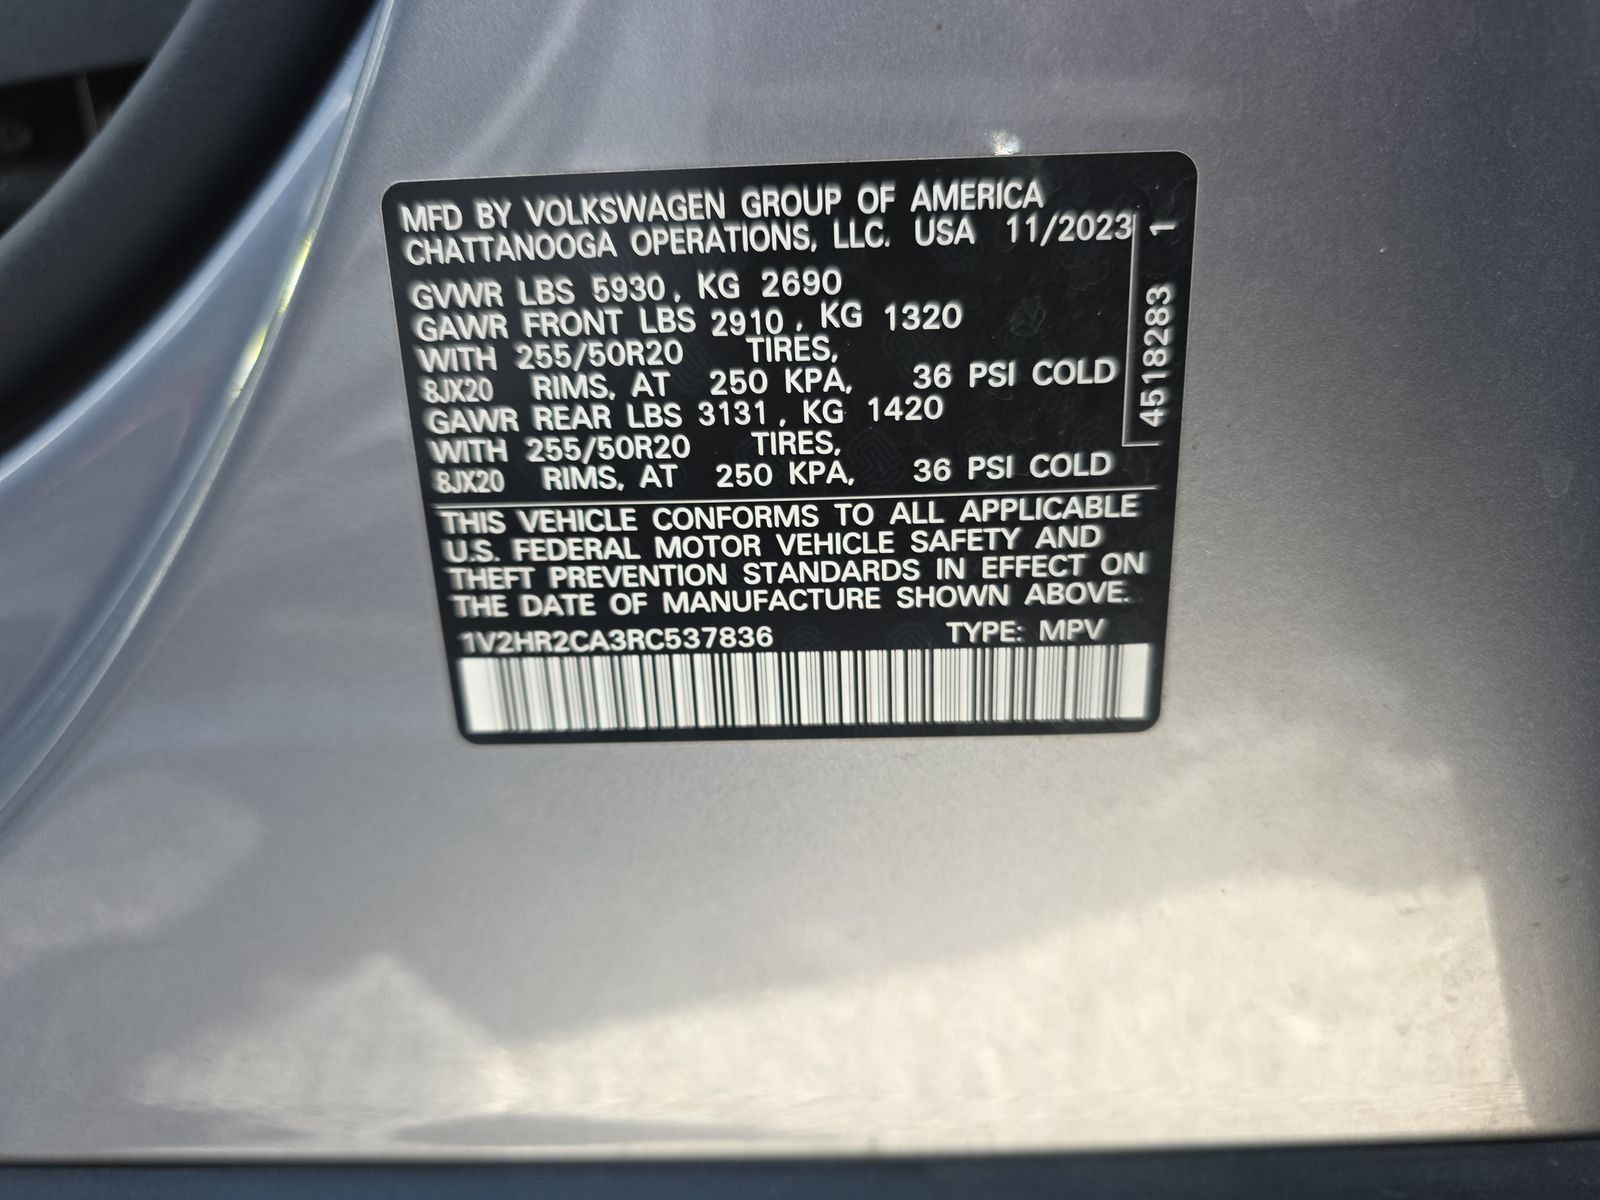 MFD BY VOLKSWAGEN GROUP OF AMERICA
CHATTANOOGA OPERATIONS, LLC. USA 11/2023
GVWR LBS 5930, KG 2690
GAWR FRONT LBS 2910, KG 1320
WITH 255/50R20 TIRES,
8JX20 RIMS, AT 250 KPA, 36 PSI COLD
GAWR REAR LBS 3131, KG 1420
WITH 255/50R20 TIRES,
8JX20 RIMS, AT 250 KPA, 36 PSI COLD
4518283 1
THIS VEHICLE CONFORMS TO ALL APPLICABLE
U.S. FEDERAL MOTOR VEHICLE SAFETY AND
THEFT PREVENTION STANDARDS IN EFFECT ON
THE DATE OF MANUFACTURE SHOWN ABOVE.
1V2HR2CA3RC537836 TYPE: MPV